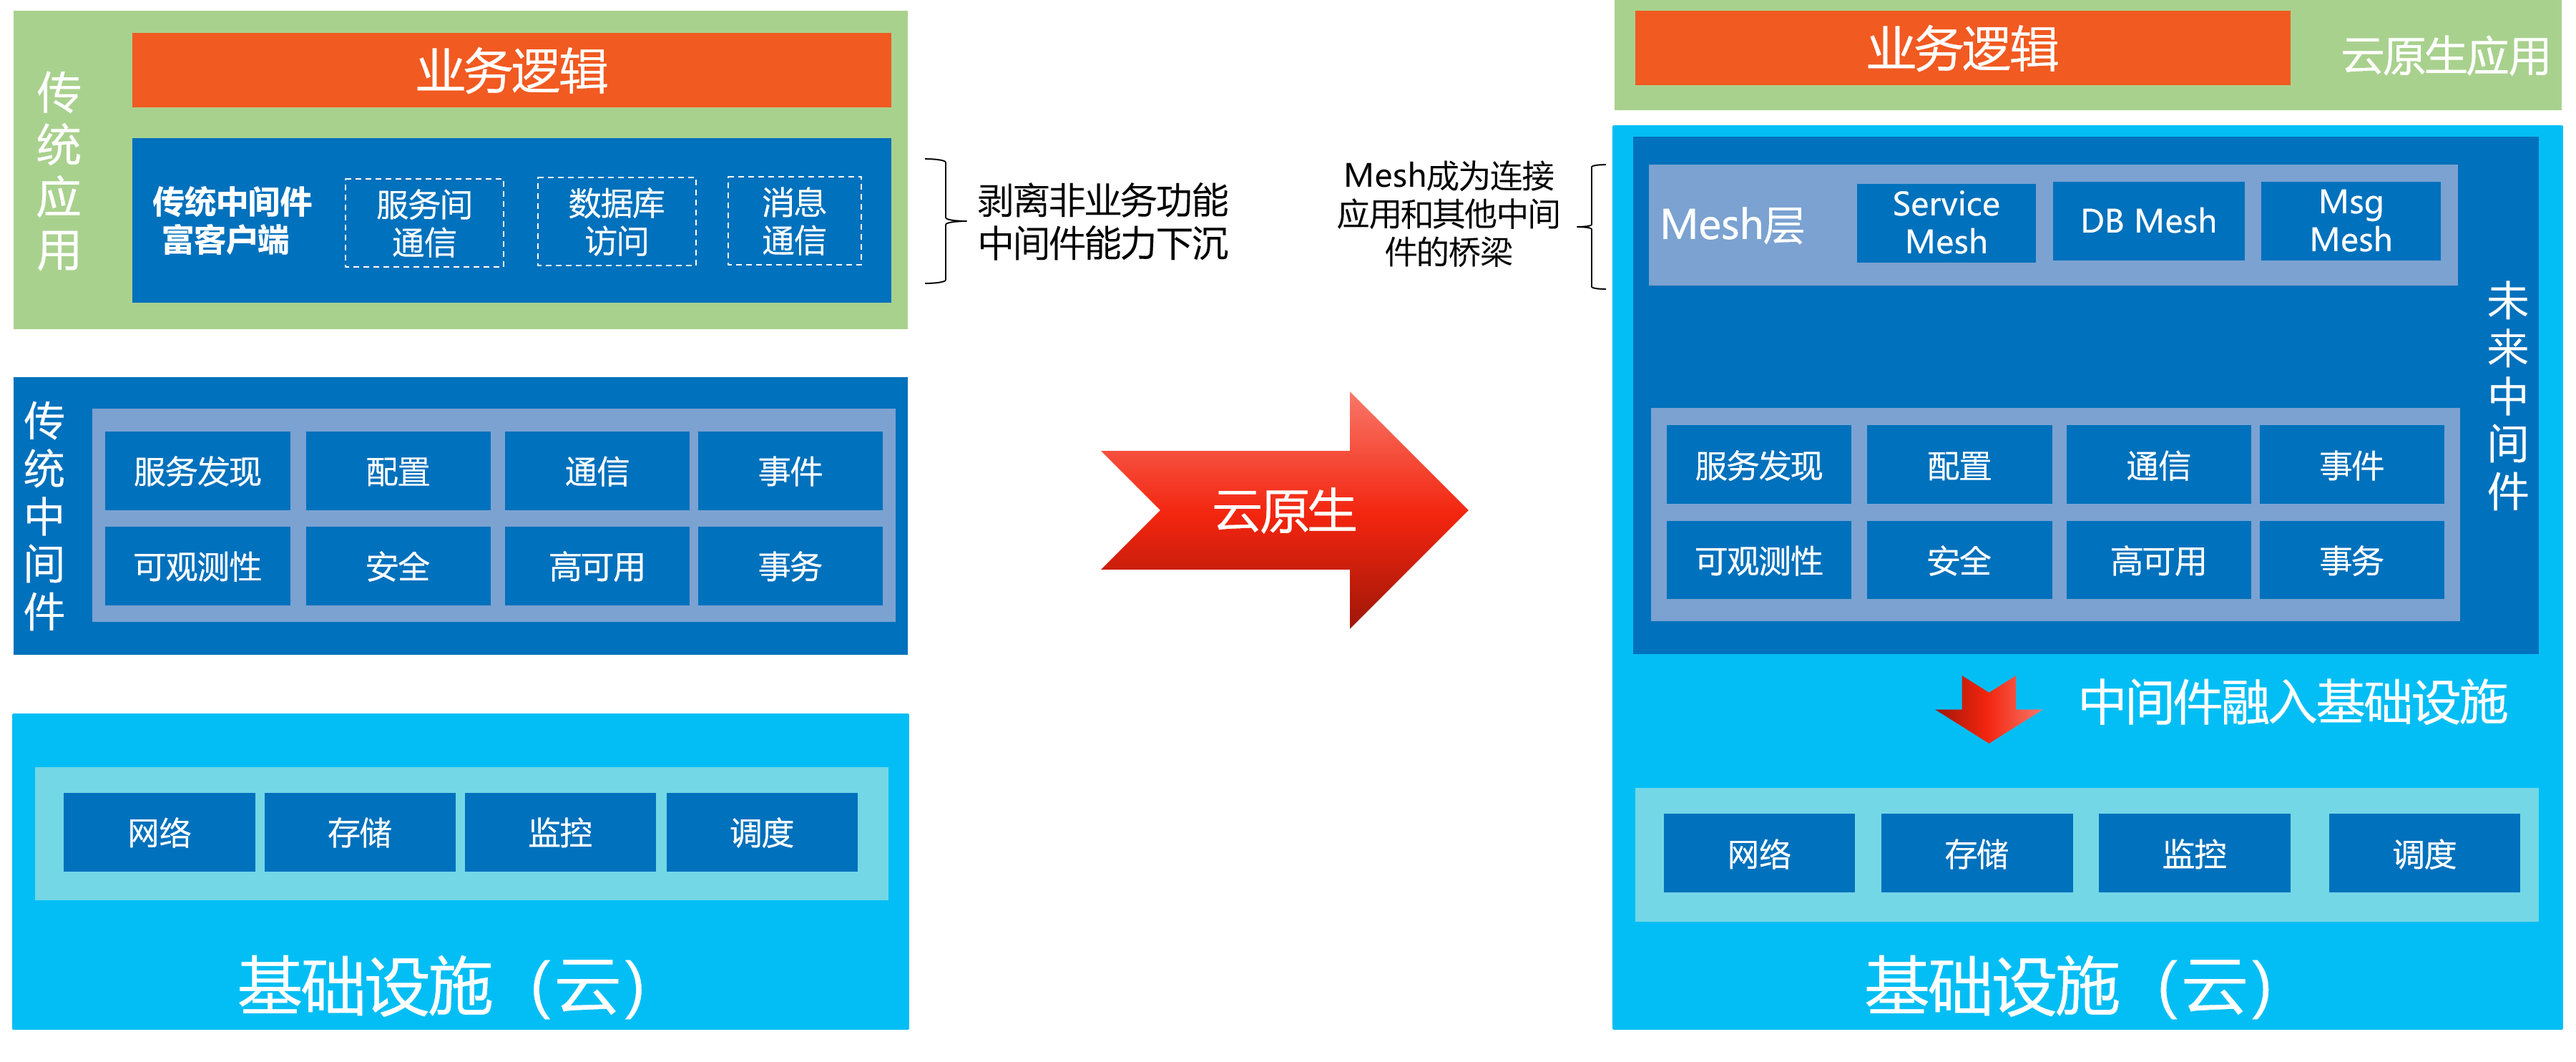 传统应用
业务逻辑
传统中间件
富客户端
服务间
通信
数据库
访问
消息
通信
剥离非业务功能
中间件能力下沉
传统中间件
服务发现
配置
通信
事件
可观测性
安全
高可用
事务
网络
存储
监控
调度
基础设施（云）
云原生
业务逻辑
云原生应用
Mesh成为连接
应用和其他中间
件的桥梁
Mesh层
Service
Mesh
DB Mesh
Msg
Mesh
未来中间件
服务发现
配置
通信
事件
可观测性
安全
高可用
事务
中间件融入基础设施
网络
存储
监控
调度
基础设施（云）